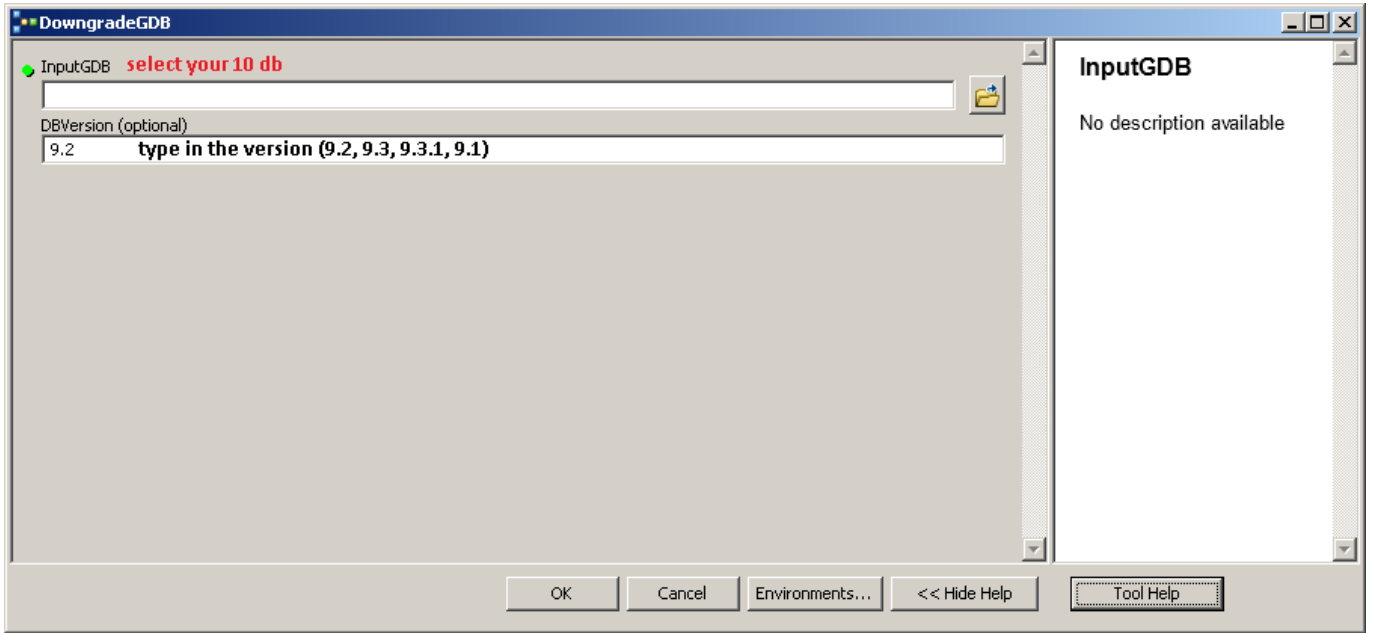 DowngradeGDB
InputGDB select your 10 db
DBVersion (optional)
9.2 type in the version (9.2, 9.3, 9.3.1, 9.1)
InputGDB
No description available
OK Cancel Environments... << Hide Help Tool Help